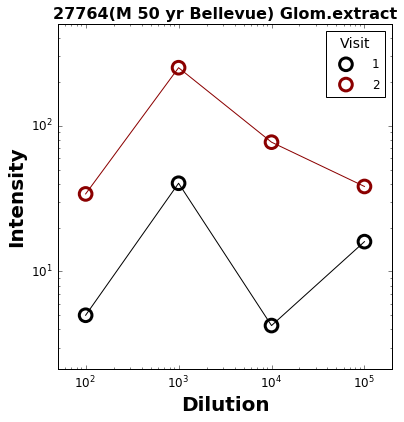 27764(M 50 yr Bellevue) Glom.extract
Visit
1
2
10²
10¹
Intensity
10² 10³ 10⁴ 10⁵
Dilution